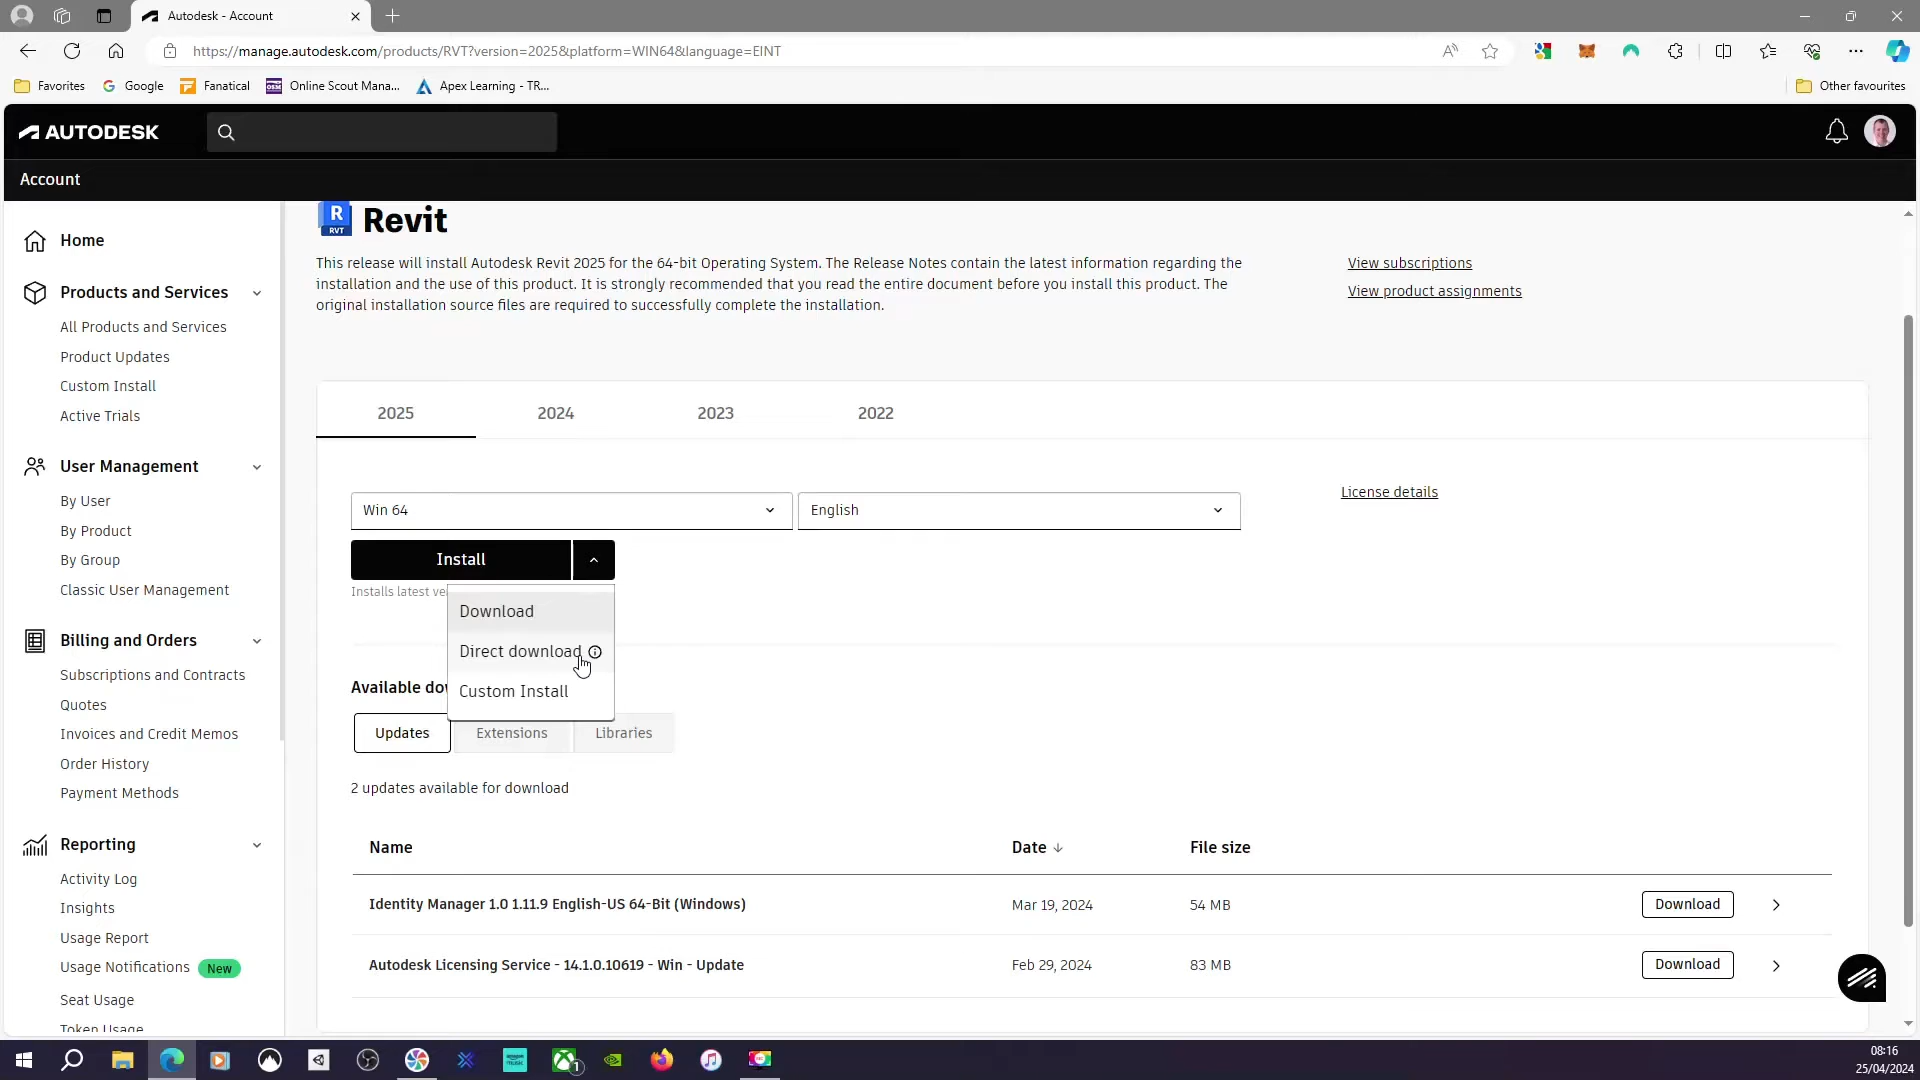 Autodesk - Account
https://manage.autodesk.com/products/RVT?version=2025&platform=WIN64&language=EINT
Favorites
Google
Fanatical
Online Scout Mana...
Apex Learning - TR...
Other favourites
AUTODESK
Account
Home
Products and Services
All Products and Services
Product Updates
Custom Install
Active Trials
User Management
By User
By Product
By Group
Classic User Management
Billing and Orders
Subscriptions and Contracts
Quotes
Invoices and Credit Memos
Order History
Payment Methods
Reporting
Activity Log
Insights
Usage Report
Usage Notifications New
Seat Usage
Token Usage
R
RVT
Revit
This release will install Autodesk Revit 2025 for the 64-bit Operating System. The Release Notes contain the latest information regarding the
installation and the use of this product. It is strongly recommended that you read the entire document before you install this product. The
original installation source files are required to successfully complete the installation.
View subscriptions
View product assignments
2025 2024 2023 2022
Win 64
English
License details
Install
Installs latest ve
Download
Direct download
Custom Install
Available do
Updates Extensions Libraries
2 updates available for download
Name Date File size
Identity Manager 1.0 1.11.9 English-US 64-Bit (Windows) Mar 19, 2024 54 MB Download
Autodesk Licensing Service - 14.1.0.10619 - Win - Update Feb 29, 2024 83 MB Download
1
08:16
25/04/2024